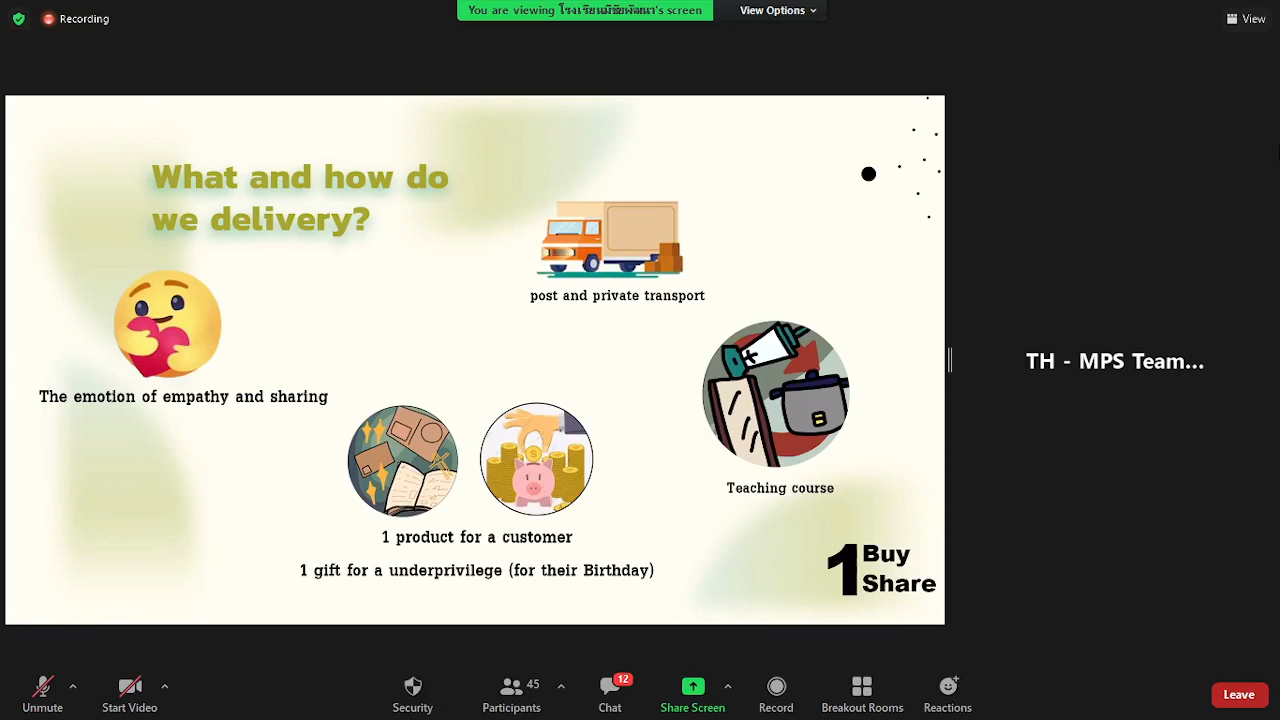 Recording
You are viewing โรงเรียนมีชัยพัฒนา's screen
View Options
View
What and how do
we delivery?
post and private transport
The emotion of empathy and sharing
TH - MPS Team...
Teaching course
1 product for a customer
1 gift for a underprivilege (for their Birthday)
1 Buy
Share
Unmute
Start Video
Security
45
Participants
12
Chat
Share Screen
Record
Breakout Rooms
Reactions
Leave